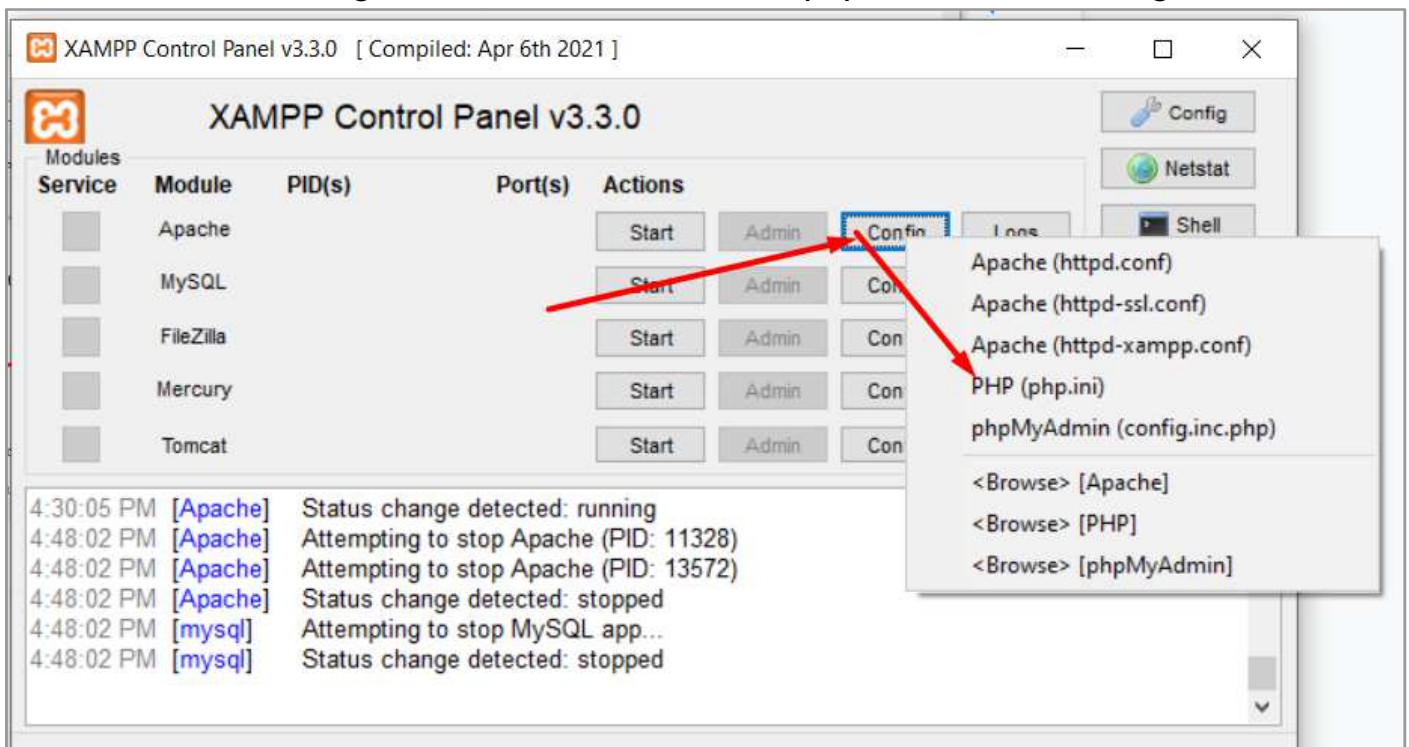 XAMPP Control Panel v3.3.0 [ Compiled: Apr 6th 2021 ]
XAMPP Control Panel v3.3.0
Config
Modules
Netstat
Service Module PID(s) Port(s) Actions
Shell
Apache Start Admin Config Logs
MySQL Start Admin Con
FileZilla Start Admin Con
Mercury Start Admin Con
Tomcat Start Admin Con
Apache (httpd.conf)
Apache (httpd-ssl.conf)
Apache (httpd-xampp.conf)
PHP (php.ini)
phpMyAdmin (config.inc.php)
<Browse> [Apache]
<Browse> [PHP]
<Browse> [phpMyAdmin]
4:30:05 PM [Apache] Status change detected: running
4:48:02 PM [Apache] Attempting to stop Apache (PID: 11328)
4:48:02 PM [Apache] Attempting to stop Apache (PID: 13572)
4:48:02 PM [Apache] Status change detected: stopped
4:48:02 PM [mysql] Attempting to stop MySQL app...
4:48:02 PM [mysql] Status change detected: stopped